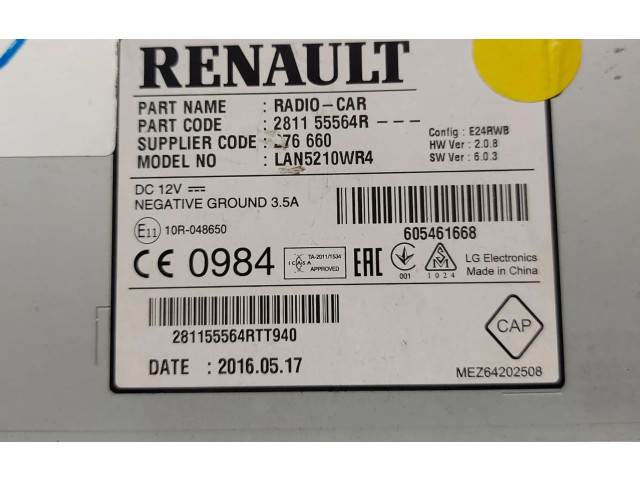 RENAULT
PART NAME : RADIO-CAR
PART CODE : 2811 55564R - - -
SUPPLIER CODE : 76 660
MODEL NO : LAN5210WR4
Config : E24RWB
HW Ver : 2.0.8
SW Ver : 6.0.3
DC 12V
NEGATIVE GROUND 3.5A
E11 10R-048650
605461668
CE 0984
ICASA
TA-2011/1534
APPROVED
EAC
001
1024
LG Electronics
Made in China
281155564RTT940
DATE : 2016.05.17
CAP
MEZ64202508